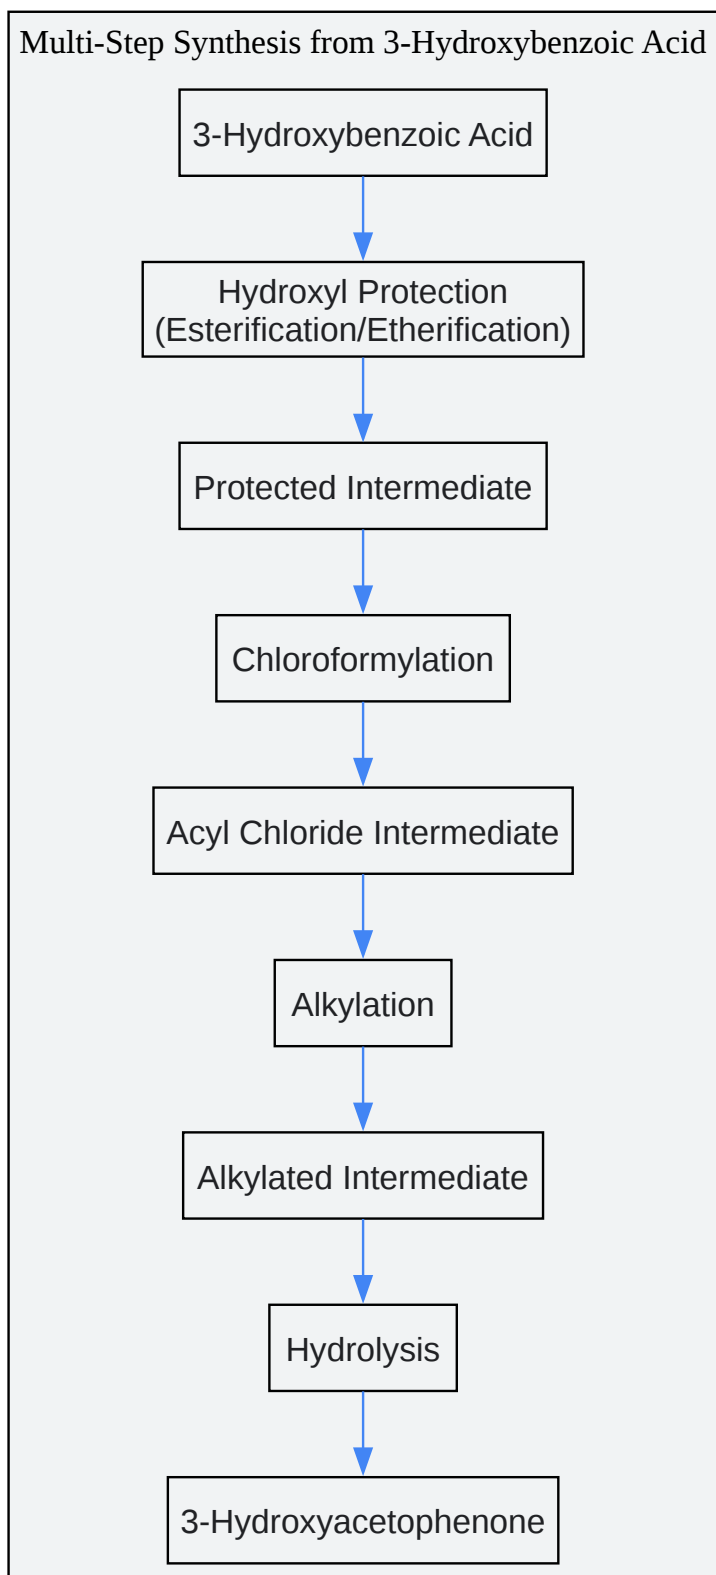 Multi-Step Synthesis from 3-Hydroxybenzoic Acid
3-Hydroxybenzoic Acid
Hydroxyl Protection
(Esterification/Etherification)
Protected Intermediate
Chloroformylation
Acyl Chloride Intermediate
Alkylation
Alkylated Intermediate
Hydrolysis
3-Hydroxyacetophenone